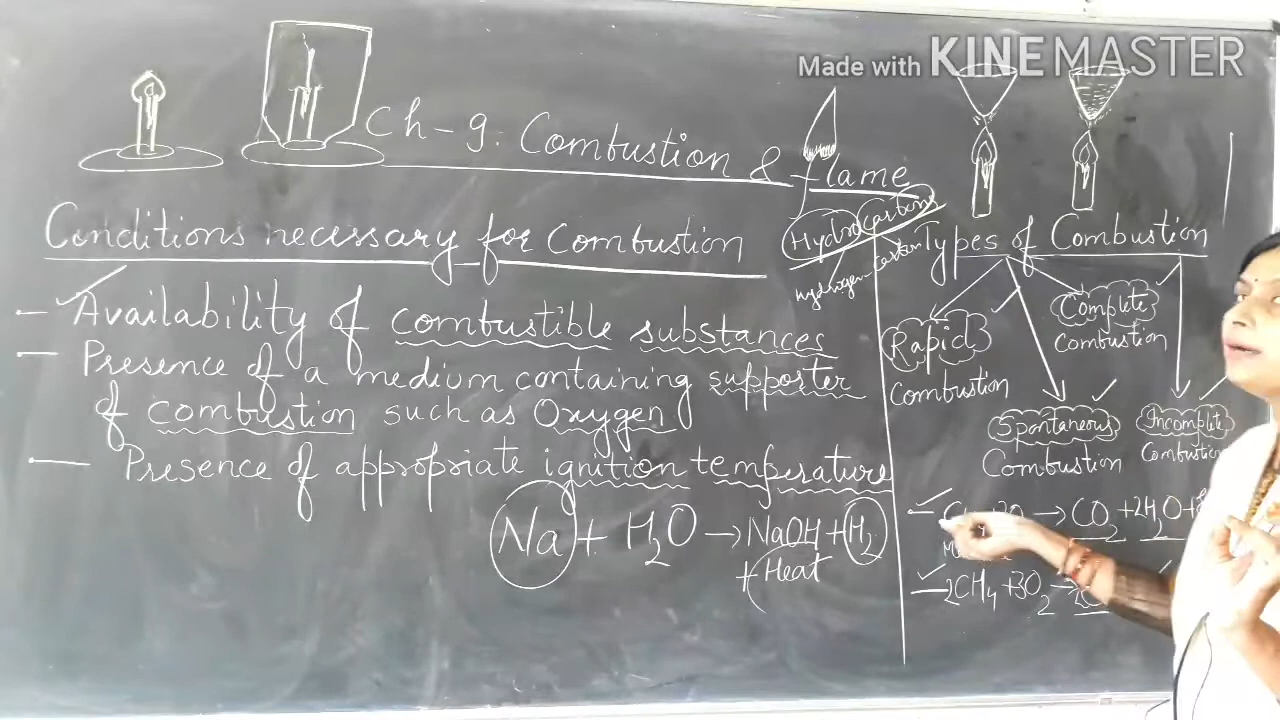 Made with KINEMASTER
Ch-9: Combustion & Flame
Conditions necessary for Combustion
- Availability of combustible substances
- Presence of a medium containing supporter
of combustion such as Oxygen
- Presence of appropriate ignition temperature
Na + H₂O → NaOH + H₂
+ Heat
Hydrocarbons
Hydrogen carbon
Types of Combustion
Rapid
Combustion
Complete
Combustion
Spontaneous
Combustion
Incomplete
Combustion
→ CO₂ + 2H₂O +
2CH₄ + 3O₂ →